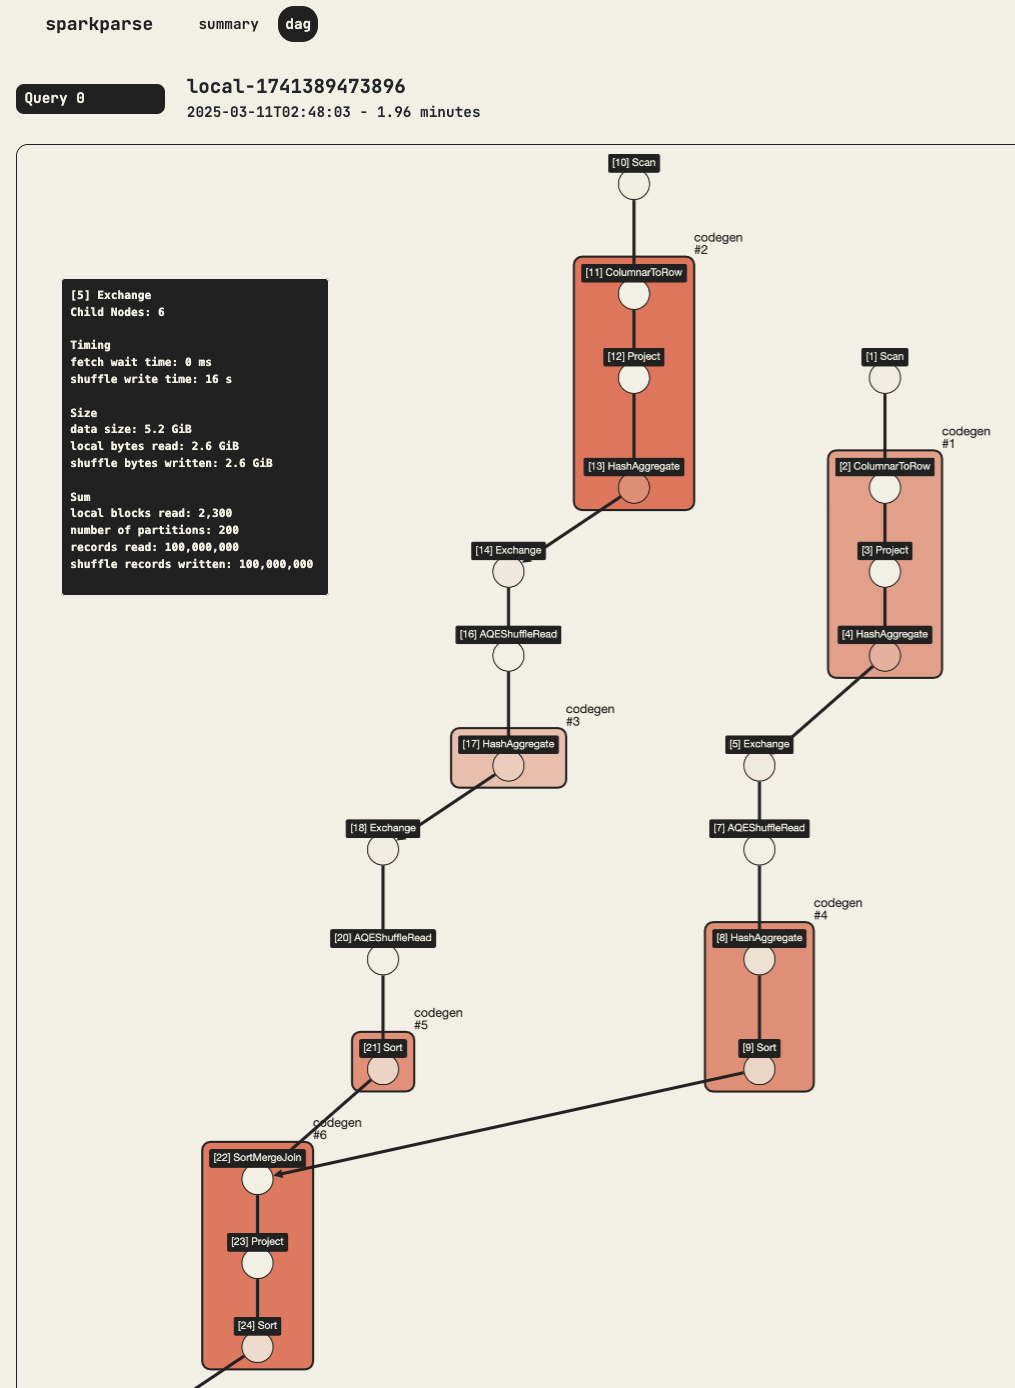 sparkparse
summary
dag
Query 0
local-1741389473896
2025-03-11T02:48:03 - 1.96 minutes
[10] Scan
codegen
#2
[11] ColumnarToRow
[12] Project
[13] HashAggregate
[5] Exchange
Child Nodes: 6
Timing
fetch wait time: 0 ms
shuffle write time: 16 s
Size
data size: 5.2 GiB
local bytes read: 2.6 GiB
shuffle bytes written: 2.6 GiB
Sum
local blocks read: 2,300
number of partitions: 200
records read: 100,000,000
shuffle records written: 100,000,000
[1] Scan
codegen
#1
[2] ColumnarToRow
[3] Project
[4] HashAggregate
[14] Exchange
[16] AQEShuffleRead
codegen
#3
[17] HashAggregate
[5] Exchange
[18] Exchange
[7] AQEShuffleRead
codegen
#4
[8] HashAggregate
[20] AQEShuffleRead
codegen
#5
[21] Sort
[9] Sort
codegen
#6
[22] SortMergeJoin
[23] Project
[24] Sort